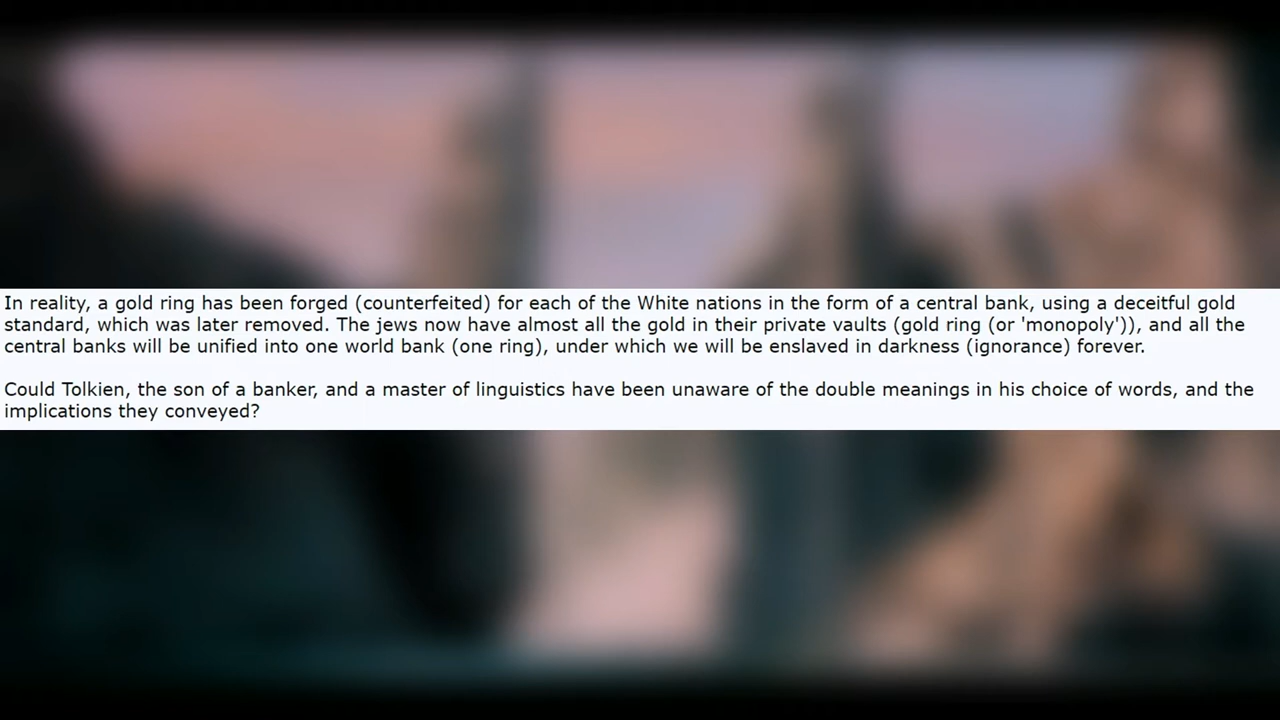 In reality, a gold ring has been forged (counterfeited) for each of the White nations in the form of a central bank, using a deceitful gold
standard, which was later removed. The jews now have almost all the gold in their private vaults (gold ring (or 'monopoly')), and all the
central banks will be unified into one world bank (one ring), under which we will be enslaved in darkness (ignorance) forever.
Could Tolkien, the son of a banker, and a master of linguistics have been unaware of the double meanings in his choice of words, and the
implications they conveyed?